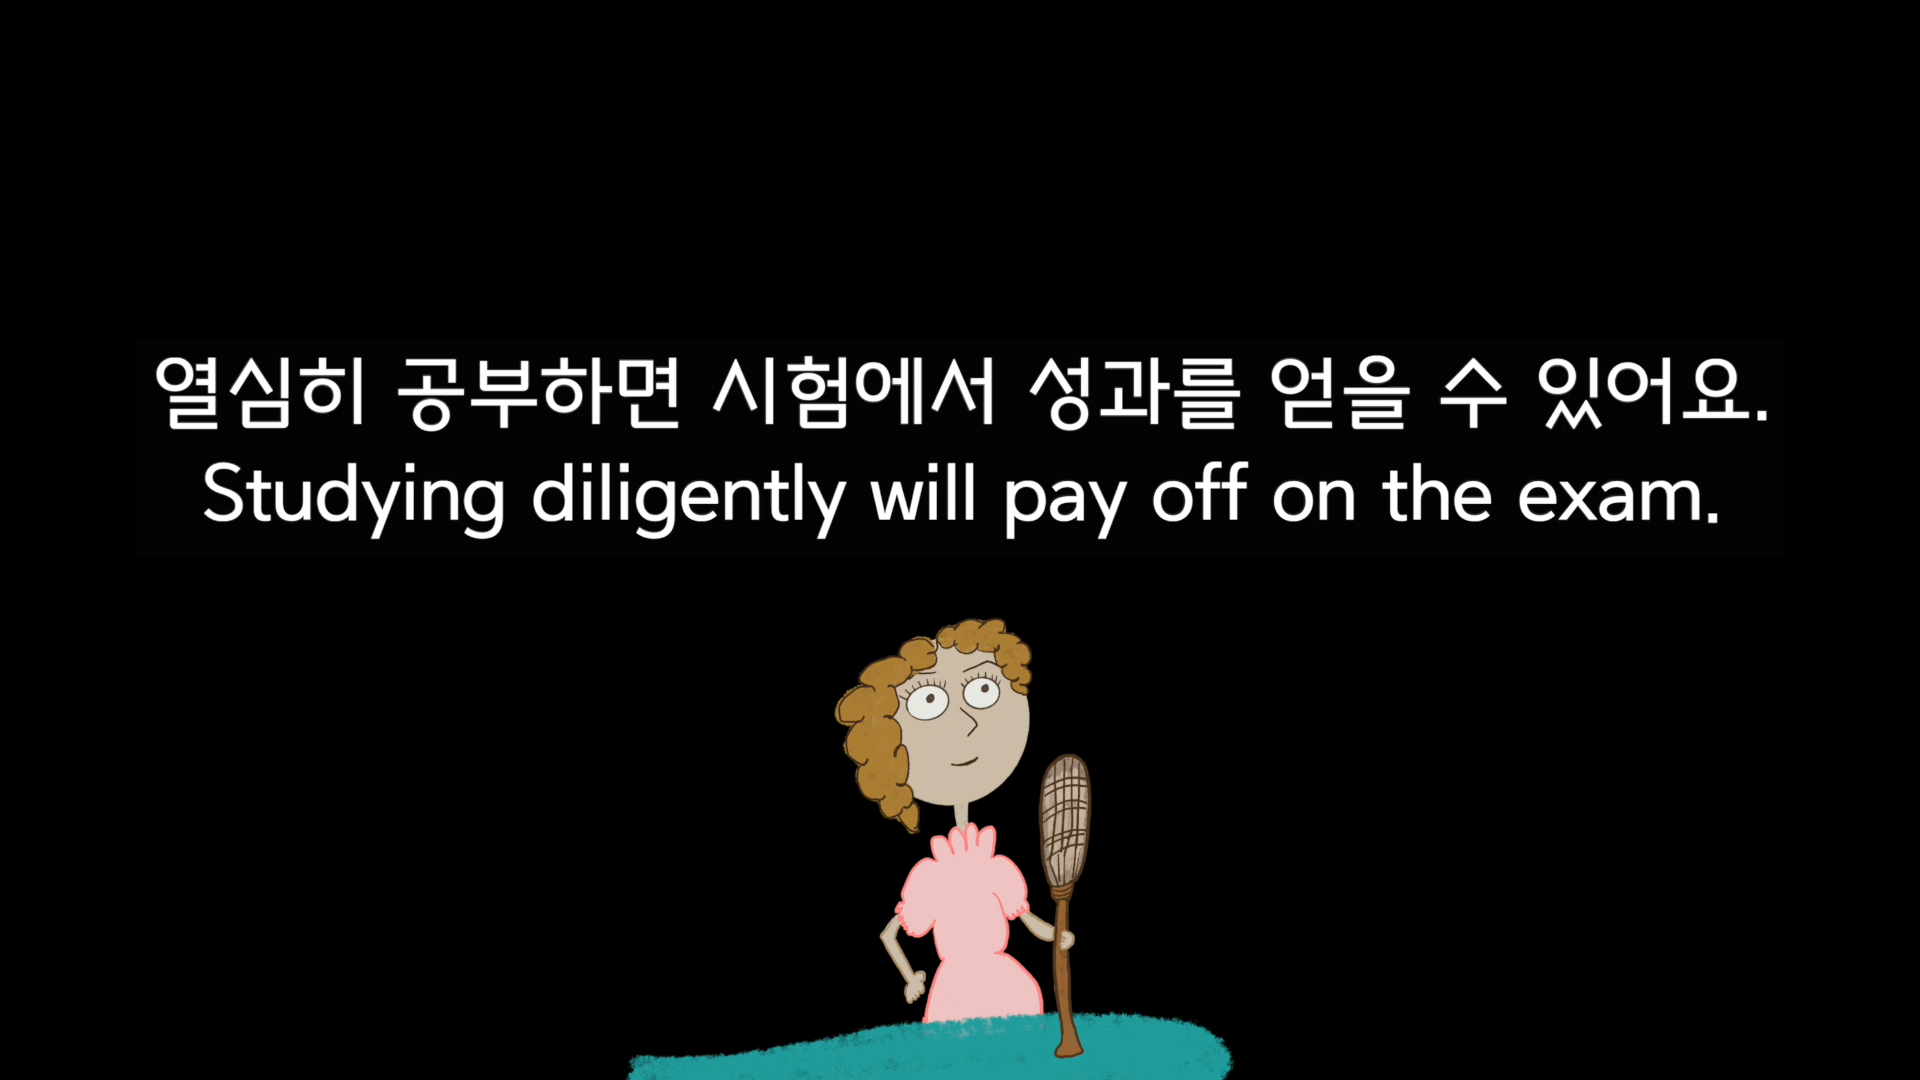 열심히 공부하면 시험에서 성과를 얻을 수 있어요.
Studying diligently will pay off on the exam.